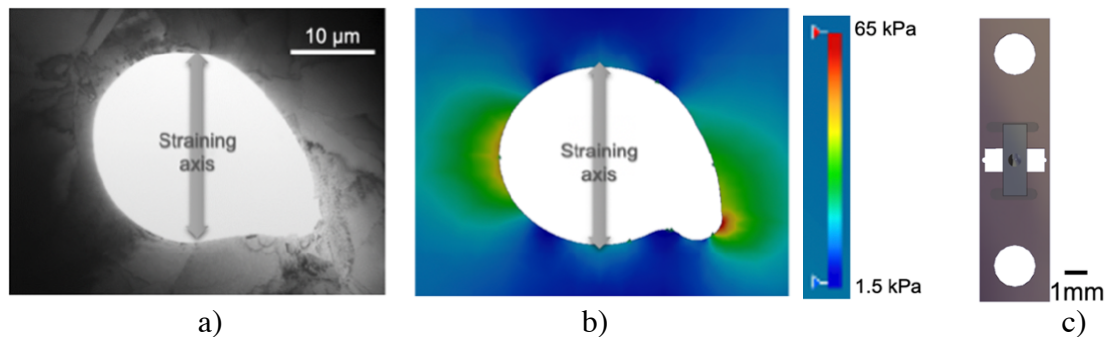 10 µm
Straining
axis
Straining
axis
65 kPa
1.5 kPa
1mm
a)
b)
c)